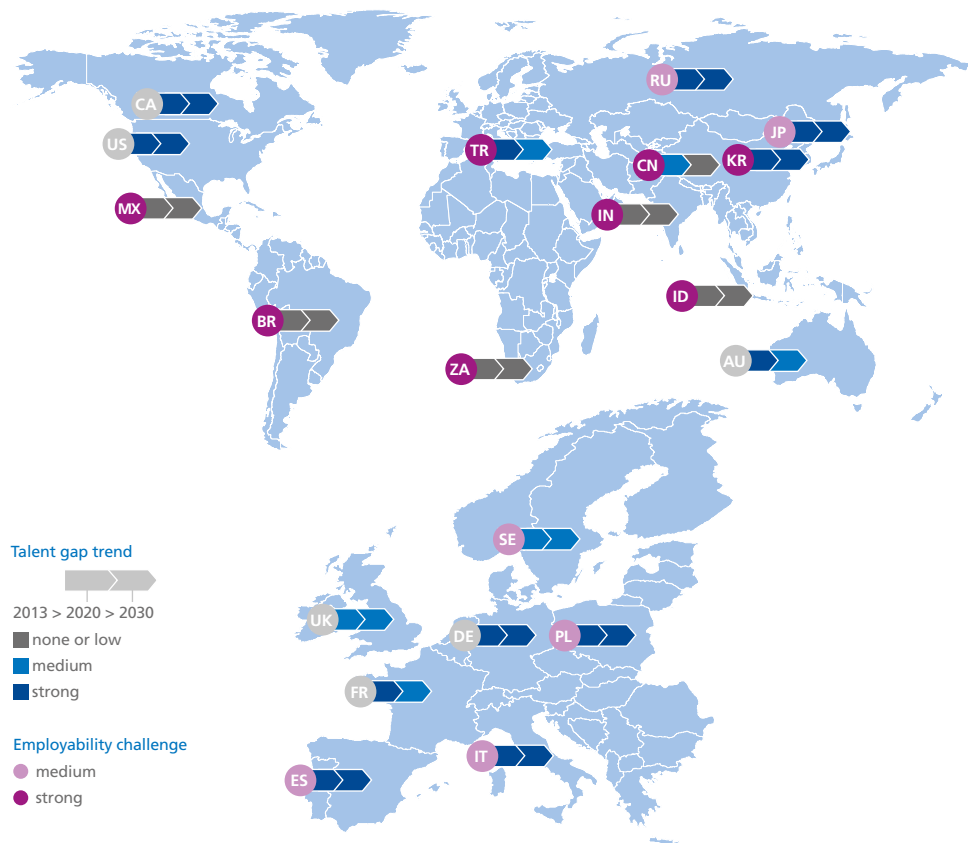 RU
CA
JP
US
TR
KR
CN
MX
IN
ID
BR
AU
ZA
SE
Talent gap trend
2013 > 2020 > 2030
none or low
medium
strong
UK
DE
PL
FR
IT
ES
Employability challenge
medium
strong